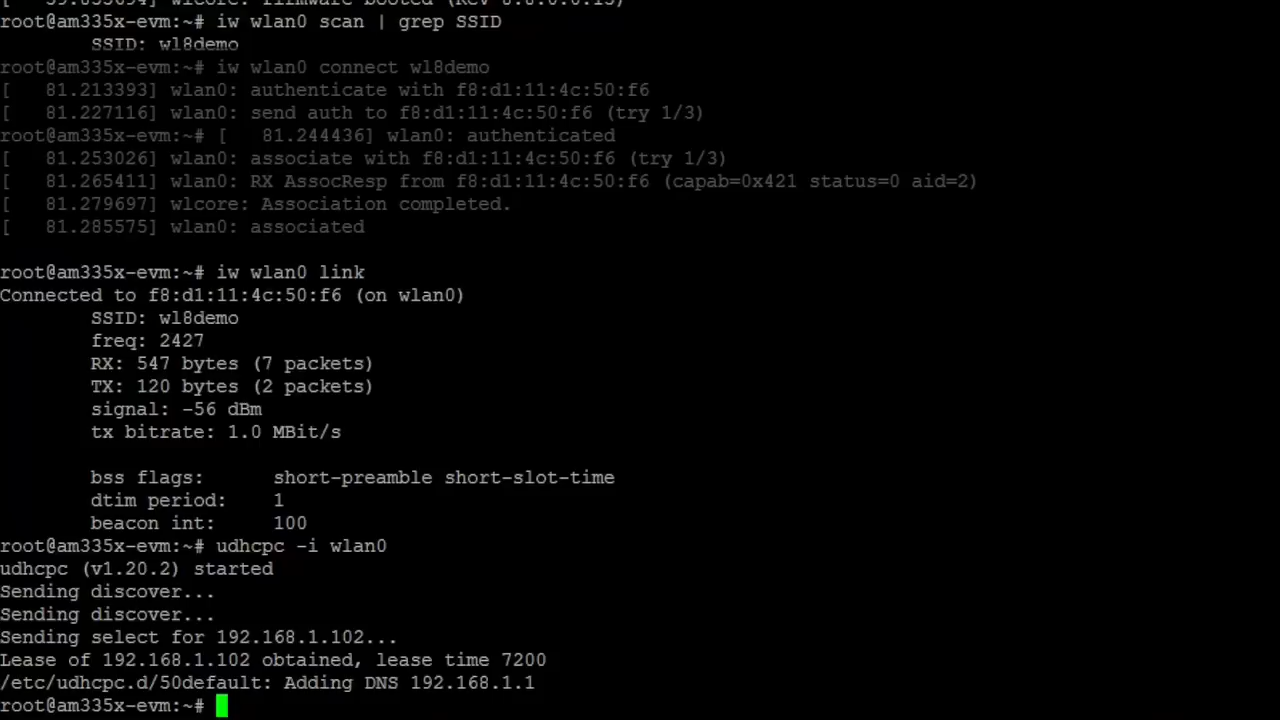 root@am335x-evm:~# iw wlan0 scan | grep SSID
SSID: wl8demo
root@am335x-evm:~# iw wlan0 connect wl8demo
[   81.213393] wlan0: authenticate with f8:d1:11:4c:50:f6
[   81.227116] wlan0: send auth to f8:d1:11:4c:50:f6 (try 1/3)
root@am335x-evm:~# [   81.244436] wlan0: authenticated
[   81.253026] wlan0: associate with f8:d1:11:4c:50:f6 (try 1/3)
[   81.265411] wlan0: RX AssocResp from f8:d1:11:4c:50:f6 (capab=0x421 status=0 aid=2)
[   81.279697] wlcore: Association completed.
[   81.285575] wlan0: associated
root@am335x-evm:~# iw wlan0 link
Connected to f8:d1:11:4c:50:f6 (on wlan0)
SSID: wl8demo
freq: 2427
RX: 547 bytes (7 packets)
TX: 120 bytes (2 packets)
signal: -56 dBm
tx bitrate: 1.0 MBit/s
bss flags: short-preamble short-slot-time
dtim period: 1
beacon int: 100
root@am335x-evm:~# udhcpc -i wlan0
udhcpc (v1.20.2) started
Sending discover...
Sending discover...
Sending select for 192.168.1.102...
Lease of 192.168.1.102 obtained, lease time 7200
/etc/udhcpc.d/50default: Adding DNS 192.168.1.1
root@am335x-evm:~#